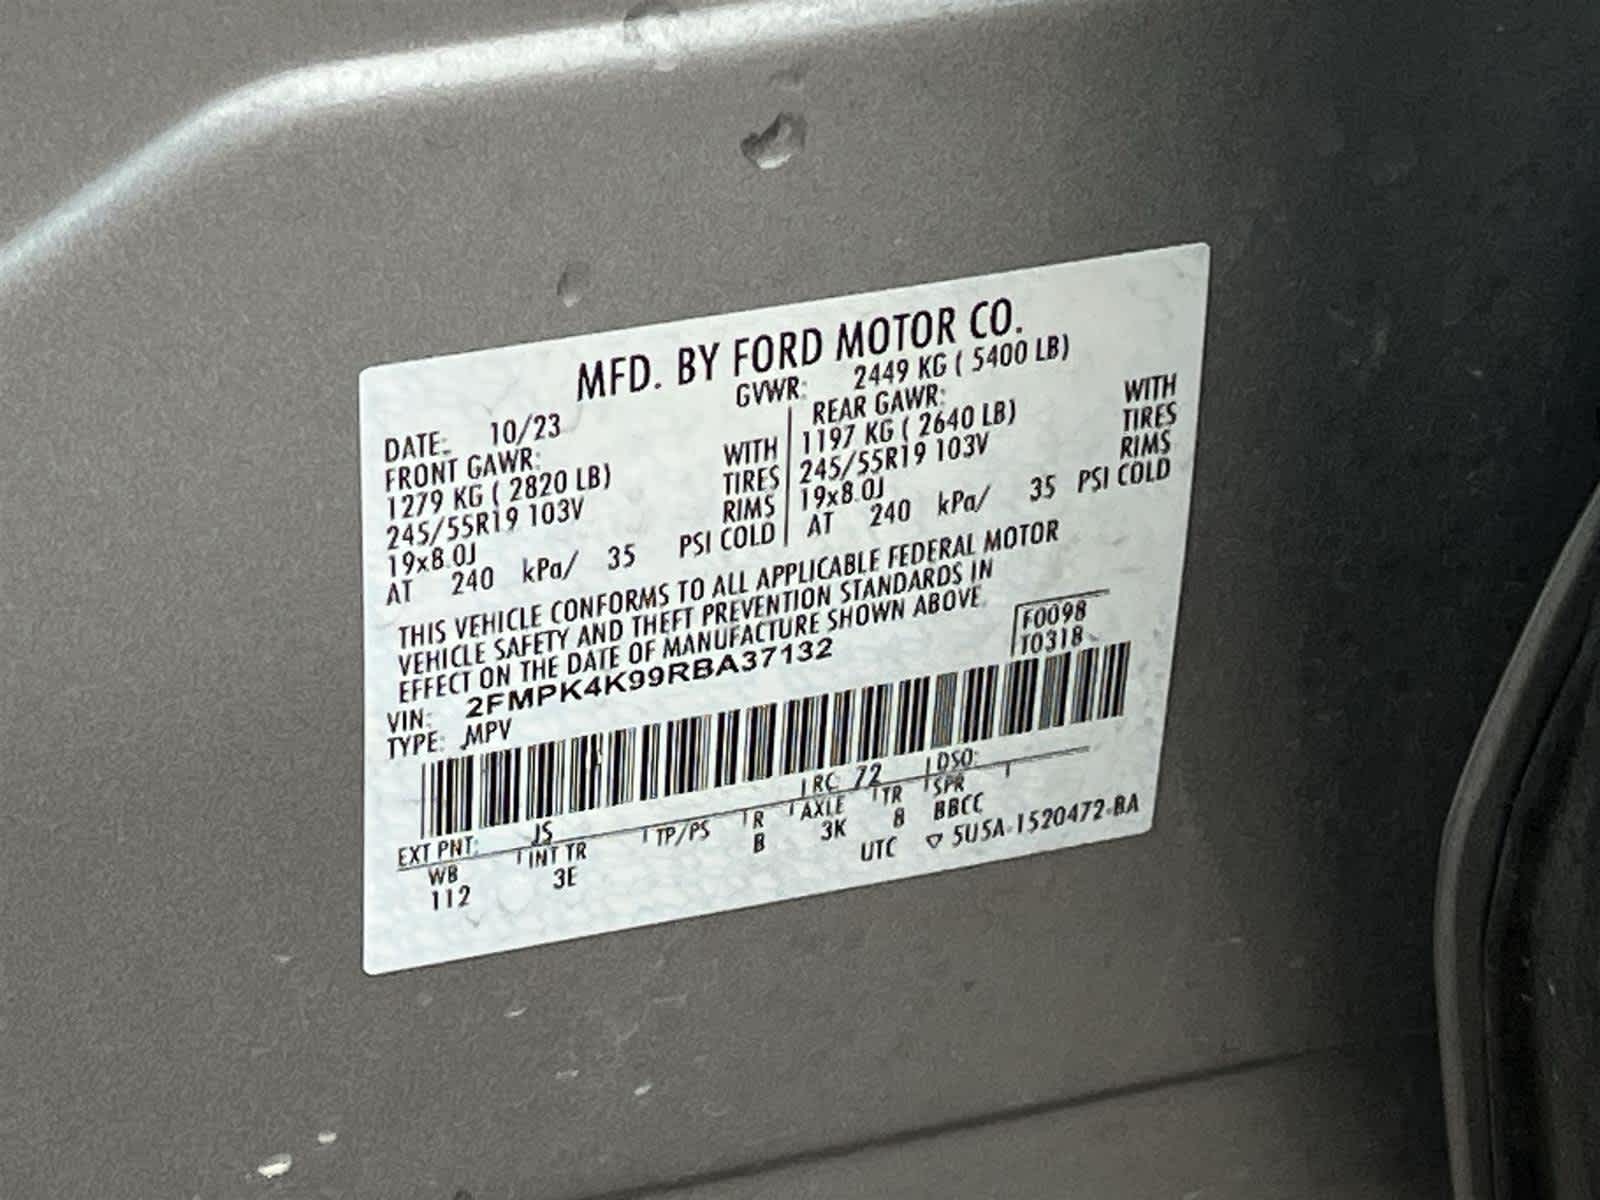 MFD. BY FORD MOTOR CO.
DATE: 10/23 GVWR: 2449 KG ( 5400 LB)
FRONT GAWR: REAR GAWR:
1279 KG ( 2820 LB) WITH 1197 KG ( 2640 LB) WITH
245/55R19 103V TIRES 245/55R19 103V TIRES
19x8.0J RIMS 19x8.0J RIMS
AT 240 kPa/ 35 PSI COLD AT 240 kPa/ 35 PSI COLD
THIS VEHICLE CONFORMS TO ALL APPLICABLE FEDERAL MOTOR
VEHICLE SAFETY AND THEFT PREVENTION STANDARDS IN
EFFECT ON THE DATE OF MANUFACTURE SHOWN ABOVE.
F0098
T0318
VIN: 2FMPK4K99RBA37132
TYPE: MPV
EXT PNT: JS RC: 72 DSO:
WB INT TR TP/PS R AXLE TR SPR
112 3E B 3K 8 BBCC
UTC ▽ 5U5A-1520472-BA